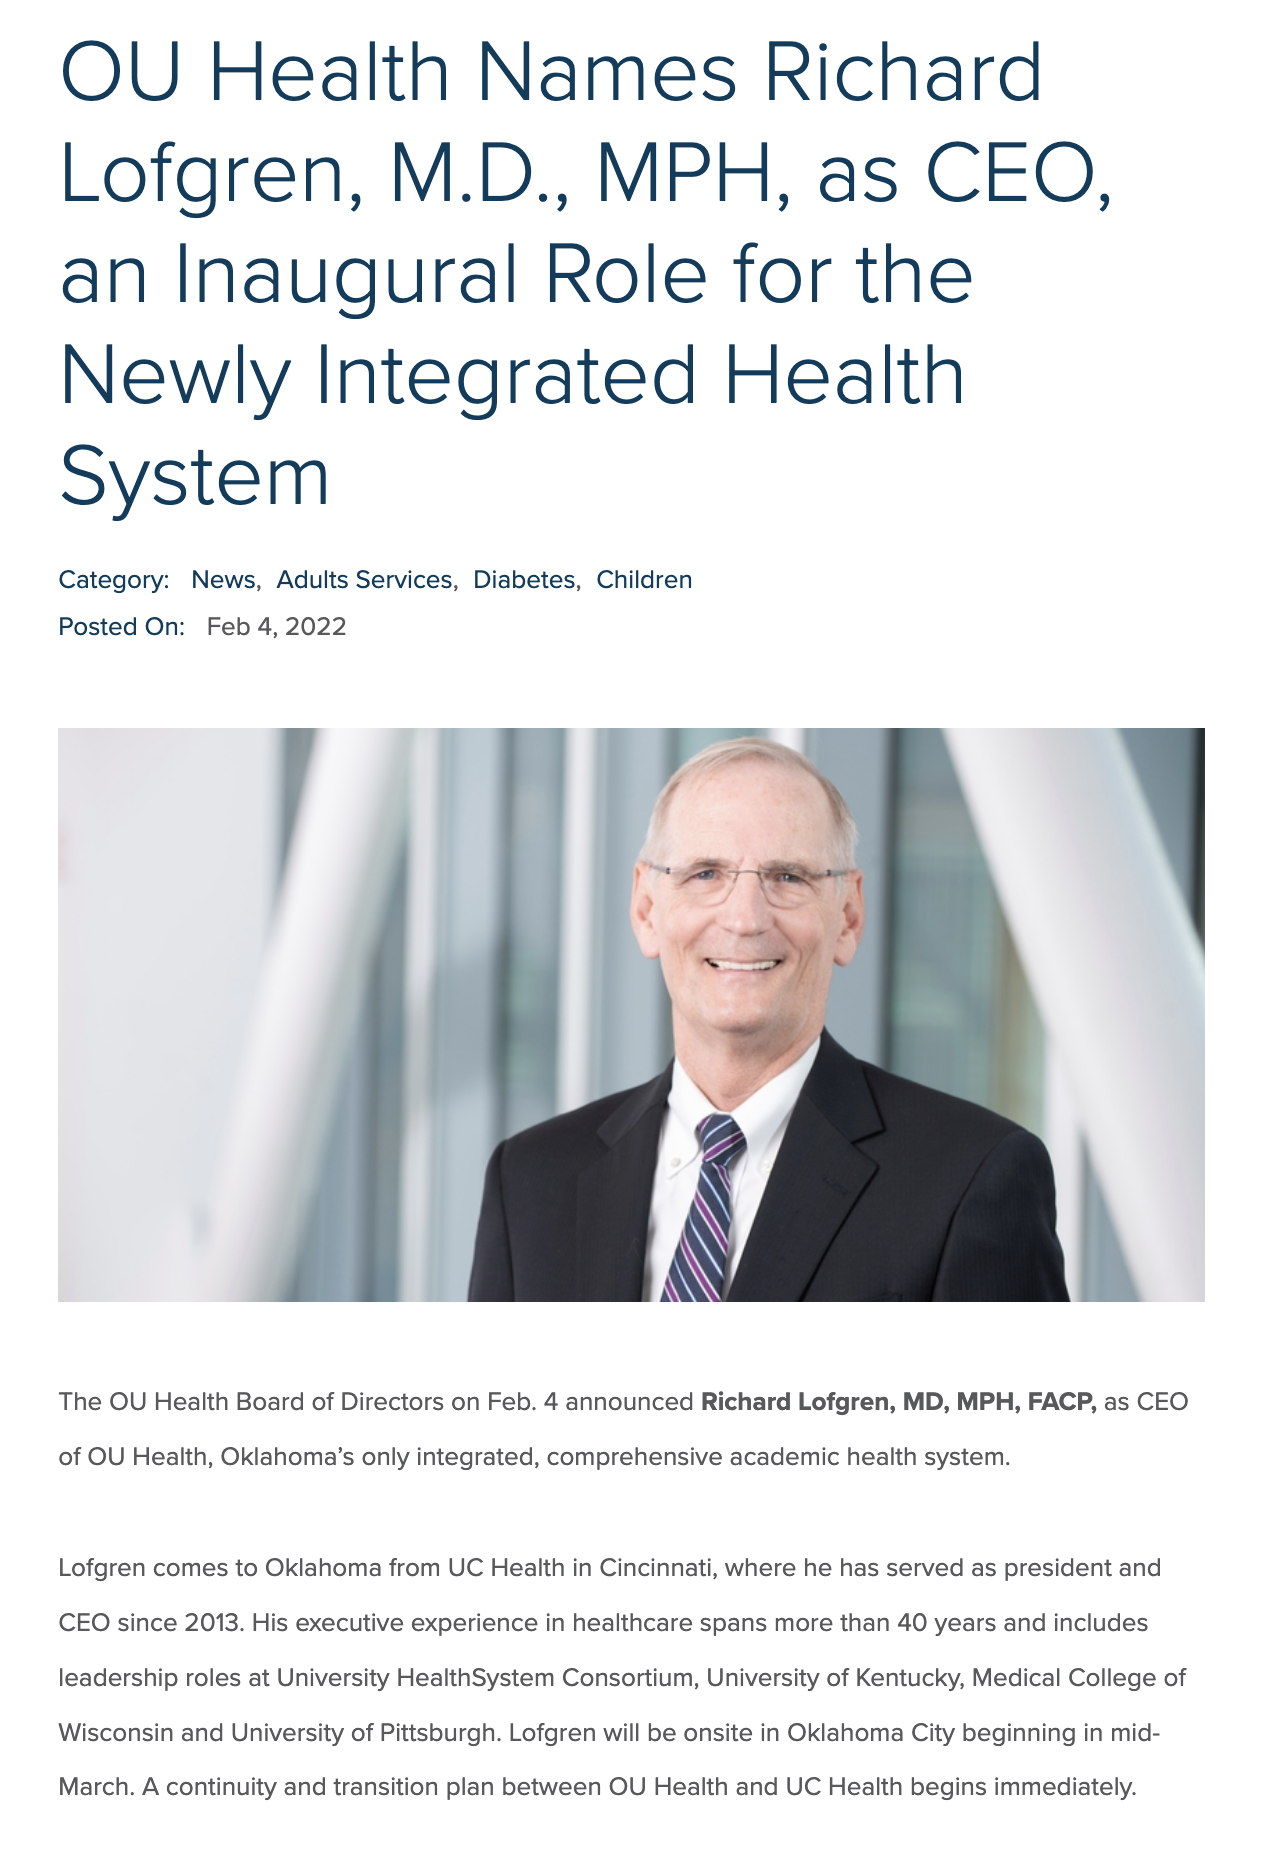 OU Health Names Richard
Lofgren, M.D., MPH, as CEO,
an Inaugural Role for the
Newly Integrated Health
System
Category: News, Adults Services, Diabetes, Children
Posted On: Feb 4, 2022
The OU Health Board of Directors on Feb. 4 announced Richard Lofgren, MD, MPH, FACP, as CEO
of OU Health, Oklahoma’s only integrated, comprehensive academic health system.
Lofgren comes to Oklahoma from UC Health in Cincinnati, where he has served as president and
CEO since 2013. His executive experience in healthcare spans more than 40 years and includes
leadership roles at University HealthSystem Consortium, University of Kentucky, Medical College of
Wisconsin and University of Pittsburgh. Lofgren will be onsite in Oklahoma City beginning in mid-
March. A continuity and transition plan between OU Health and UC Health begins immediately.